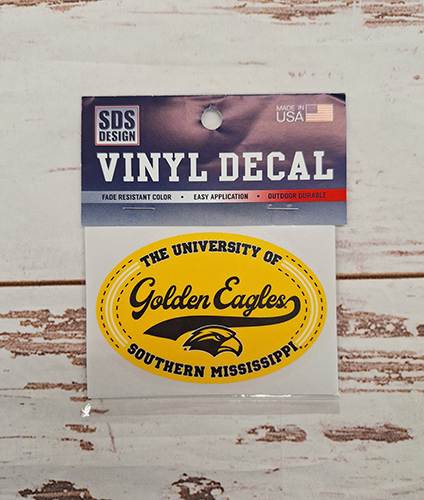 SDS
DESIGN
MADE IN
USA
VINYL DECAL
FADE RESISTANT COLOR • EASY APPLICATION • OUTDOOR DURABLE
THE UNIVERSITY OF
Golden Eagles
SOUTHERN MISSISSIPPI